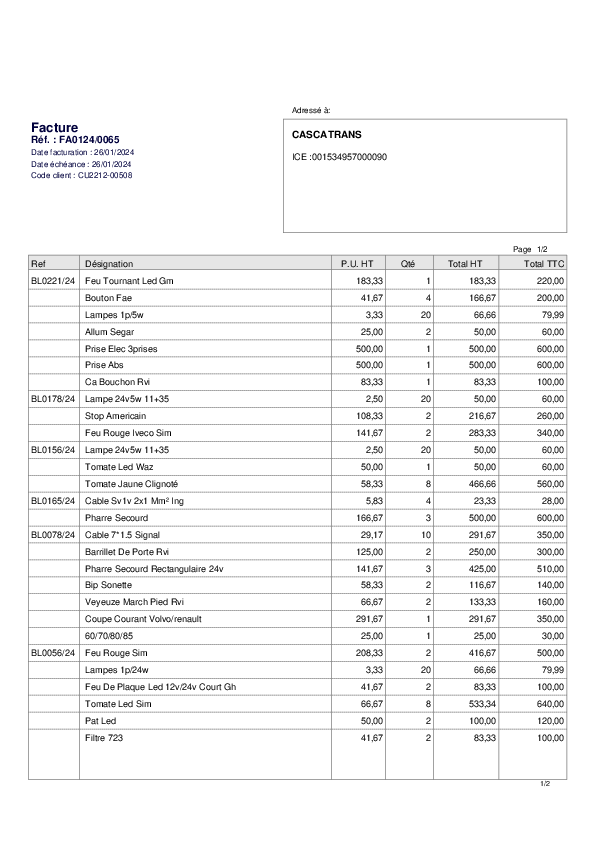 Adressé à:
Facture
Réf. : FA0124/0065
Date facturation : 26/01/2024
Date échéance : 26/01/2024
Code client : CU2212-00508
CASCATRANS
ICE :001534957000090
Page 1/2
Ref Désignation P.U. HT Qté Total HT Total TTC
BL0221/24 Feu Tournant Led Gm 183,33 1 183,33 220,00
Bouton Fae 41,67 4 166,67 200,00
Lampes 1p/5w 3,33 20 66,66 79,99
Allum Segar 25,00 2 50,00 60,00
Prise Elec 3prises 500,00 1 500,00 600,00
Prise Abs 500,00 1 500,00 600,00
Ca Bouchon Rvi 83,33 1 83,33 100,00
BL0178/24 Lampe 24v5w 11+35 2,50 20 50,00 60,00
Stop Americain 108,33 2 216,67 260,00
Feu Rouge Iveco Sim 141,67 2 283,33 340,00
BL0156/24 Lampe 24v5w 11+35 2,50 20 50,00 60,00
Tomate Led Waz 50,00 1 50,00 60,00
Tomate Jaune Clignoté 58,33 8 466,66 560,00
BL0165/24 Cable Sv1v 2x1 Mm² Ing 5,83 4 23,33 28,00
Pharre Secourd 166,67 3 500,00 600,00
BL0078/24 Cable 7*1.5 Signal 29,17 10 291,67 350,00
Barrillet De Porte Rvi 125,00 2 250,00 300,00
Pharre Secourd Rectangulaire 24v 141,67 3 425,00 510,00
Bip Sonette 58,33 2 116,67 140,00
Veyeuze March Pied Rvi 66,67 2 133,33 160,00
Coupe Courant Volvo/renault 291,67 1 291,67 350,00
60/70/80/85 25,00 1 25,00 30,00
BL0056/24 Feu Rouge Sim 208,33 2 416,67 500,00
Lampes 1p/24w 3,33 20 66,66 79,99
Feu De Plaque Led 12v/24v Court Gh 41,67 2 83,33 100,00
Tomate Led Sim 66,67 8 533,34 640,00
Pat Led 50,00 2 100,00 120,00
Filtre 723 41,67 2 83,33 100,00
1/2